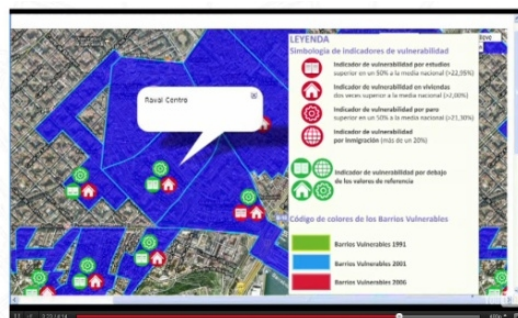 Raval Centro
LEYENDA
Simbología de indicadores de vulnerabilidad
Indicador de vulnerabilidad por estudios
superior en un 50% a la media nacional (>22,95%)
Indicador de vulnerabilidad en viviendas
dos veces superior a la media nacional (>2,00%)
Indicador de vulnerabilidad por paro
superior en un 50% a la media nacional (>21,30%)
Indicador de vulnerabilidad
por inmigración (más de un 20%)
Indicador de vulnerabilidad por debajo
de los valores de referencia
Código de colores de los Barrios Vulnerables
Barrios Vulnerables 1991
Barrios Vulnerables 2001
Barrios Vulnerables 2006